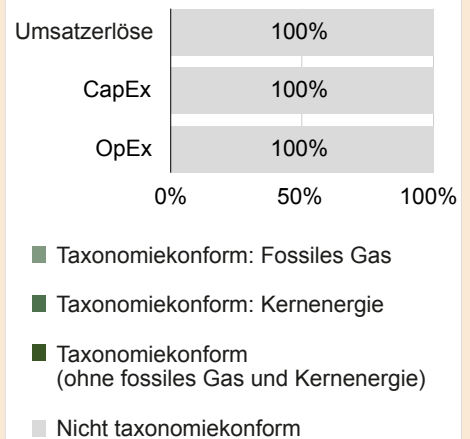 Umsatzerlöse 100%
CapEx 100%
OpEx 100%
0% 50% 100%
Taxonomiekonform: Fossiles Gas
Taxonomiekonform: Kernenergie
Taxonomiekonform
(ohne fossiles Gas und Kernenergie)
Nicht taxonomiekonform